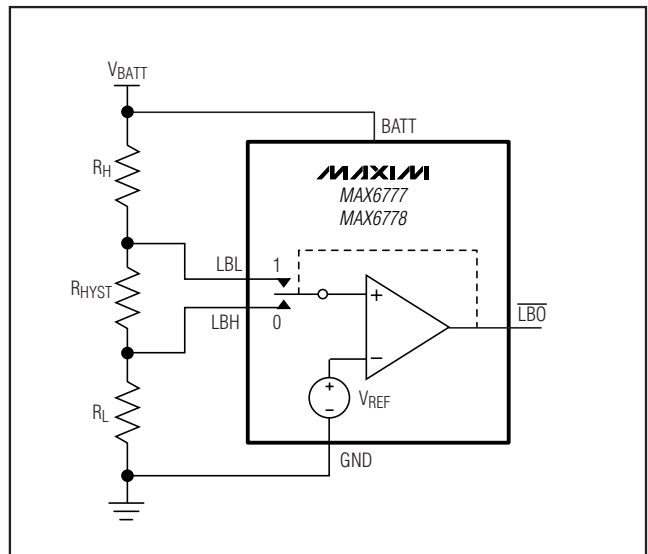 VBATT
BATT
RH
MAXIM
MAX6777
MAX6778
LBL
1
RHYST
LBH
0
+
−
LBO
+
−
VREF
RL
GND